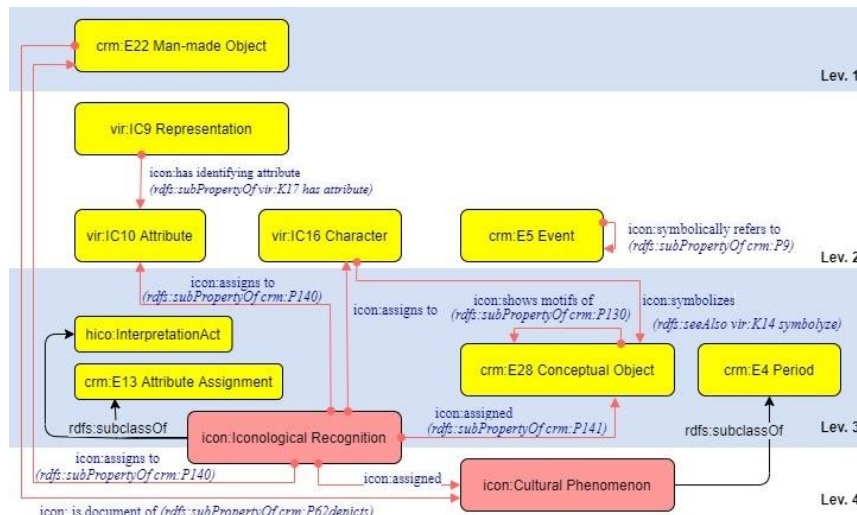 crm:E22 Man-made Object
Lev. 1
vir:IC9 Representation
icon:has identifying attribute
(rdfs:subPropertyOf vir:K17 has attribute)
vir:IC10 Attribute
vir:IC16 Character
crm:E5 Event
icon:symbolically refers to
(rdfs:subPropertyOf crm:P9)
Lev. 2
icon:assigns to
(rdfs:subPropertyOf crm:P140)
icon:assigns to
icon:shows motifs of
(rdfs:subPropertyOf crm:P130)
icon:symbolizes
(rdfs:seeAlso vir:K14 symbolyze)
hico:InterpretationAct
crm:E13 Attribute Assignment
crm:E28 Conceptual Object
crm:E4 Period
rdfs:subclassOf
icon:Iconological Recognition
icon:assigned
(rdfs:subPropertyOf crm:P141)
rdfs:subclassOf
Lev. 3
icon:assigns to
(rdfs:subPropertyOf crm:P140)
icon:assigned
icon:Cultural Phenomenon
Lev. 4
icon: is document of (rdfs:subPropertyOf crm:P62depicts)